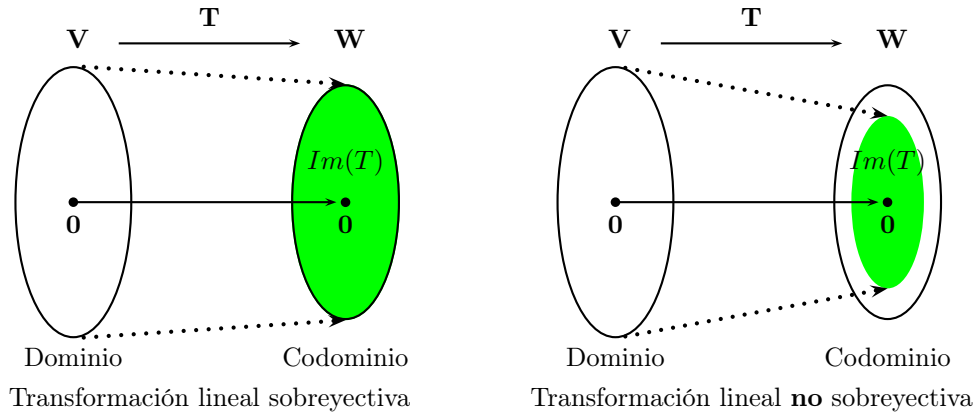 T
V W
Im(T)
0 0
Dominio Codominio
Transformación lineal sobreyectiva
T
V W
Im(T)
0 0
Dominio Codominio
Transformación lineal no sobreyectiva